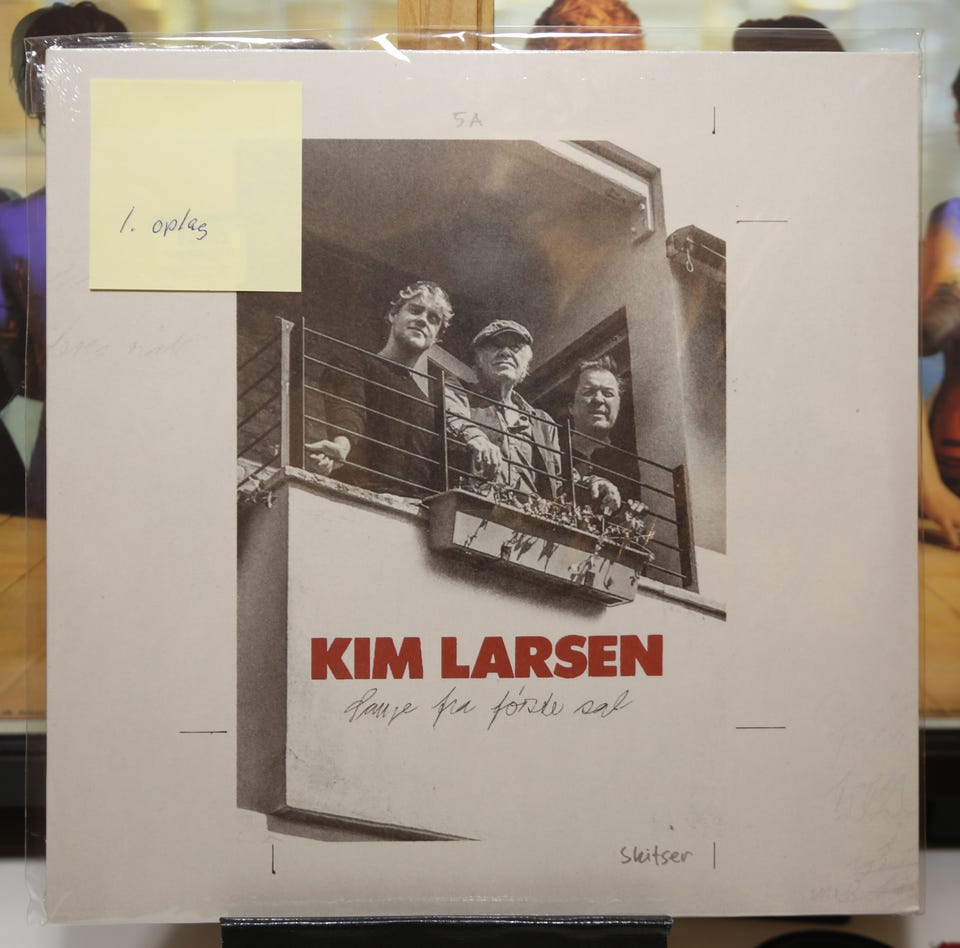 5A
1. oplag
KIM LARSEN
Sange fra første sal
Skitser